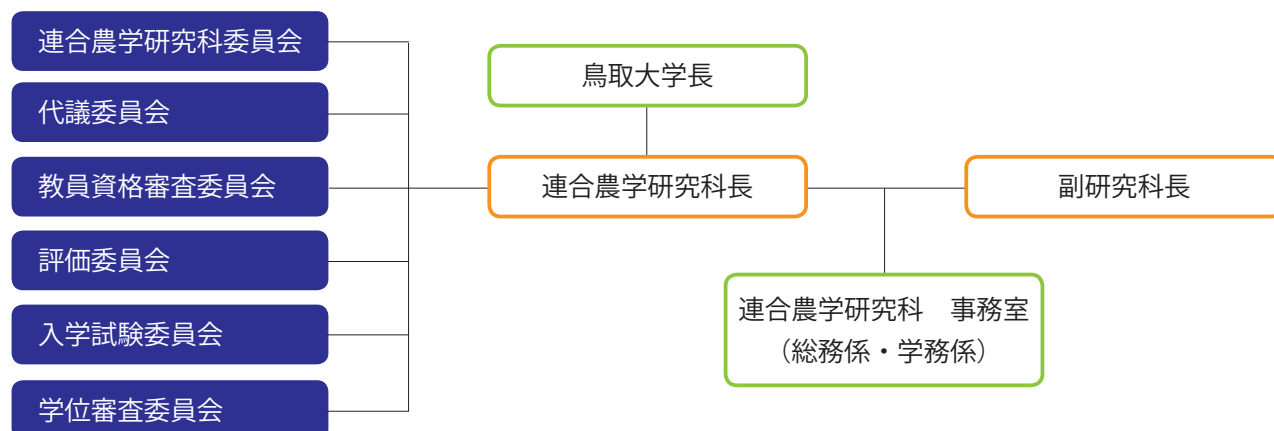 連合農学研究科委員会
代議委員会
教員資格審査委員会
評価委員会
入学試験委員会
学位審査委員会
鳥取大学長
連合農学研究科長
副研究科長
連合農学研究科　事務室
（総務係・学務係）